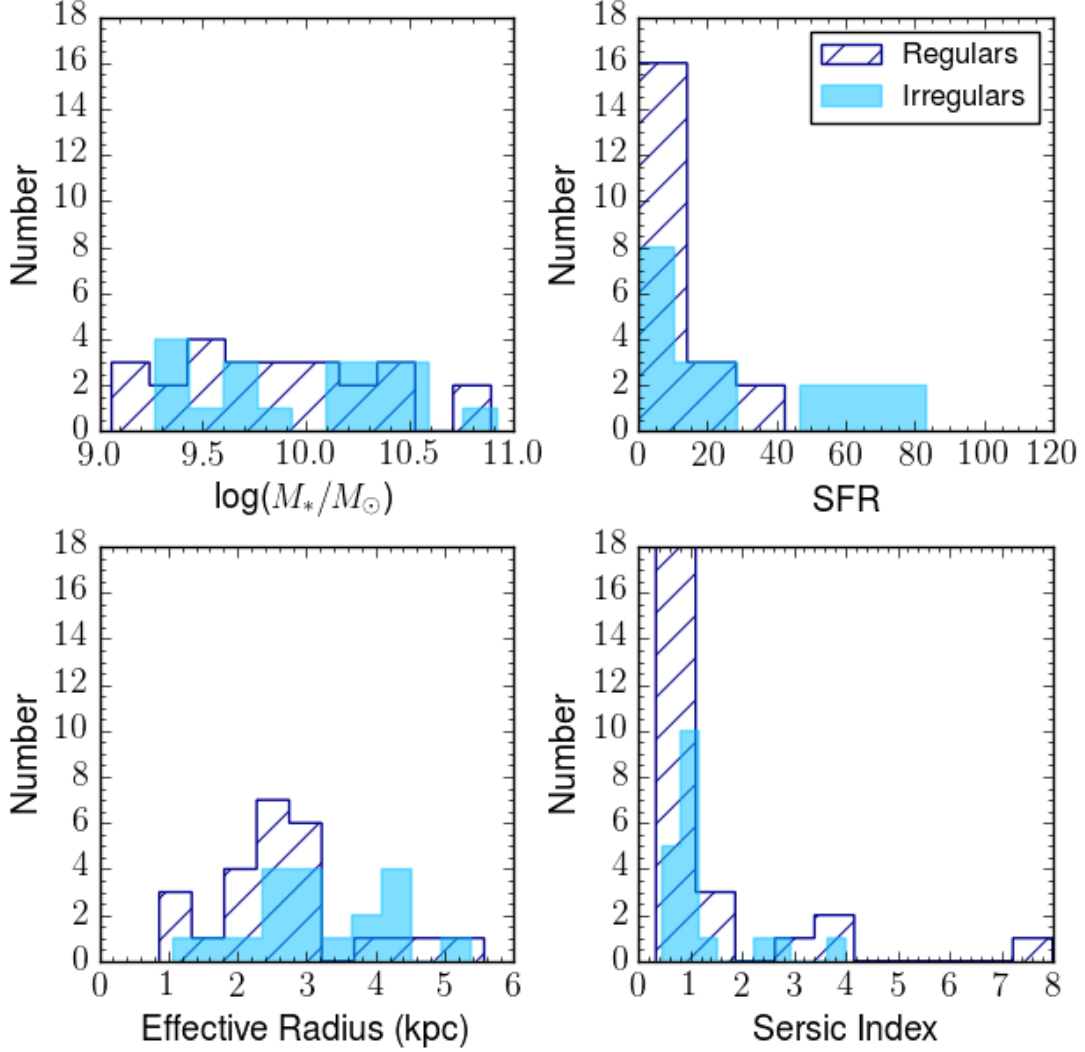 18
16
14
12
10
8
6
4
2
0
Number
9.0 9.5 10.0 10.5 11.0
log(M∗/M⊙)
18
16
14
12
10
8
6
4
2
0
Number
Regulars
Irregulars
0 20 40 60 80 100 120
SFR
18
16
14
12
10
8
6
4
2
0
Number
0 1 2 3 4 5 6
Effective Radius (kpc)
18
16
14
12
10
8
6
4
2
0
Number
0 1 2 3 4 5 6 7 8
Sersic Index